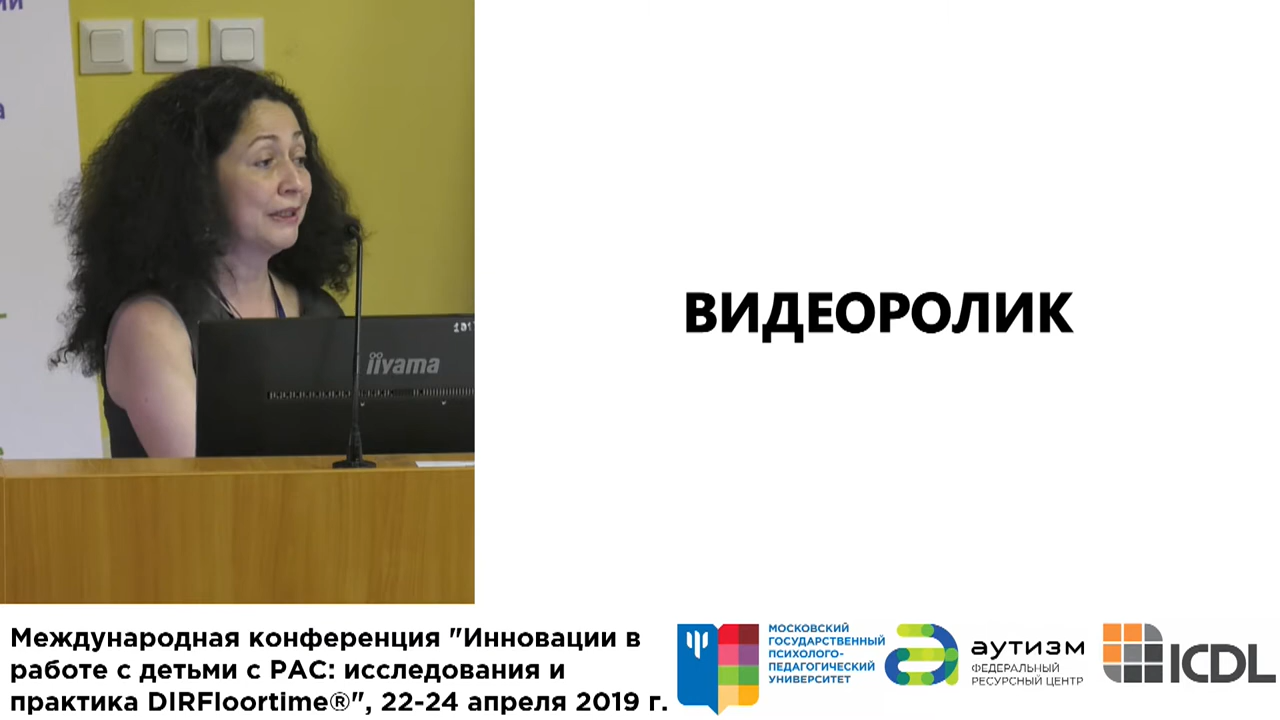 ВИДЕОРОЛИК
iiyama
Международная конференция "Инновации в
работе с детьми с РАС: исследования и
практика DIRFloortime®", 22-24 апреля 2019 г.
МОСКОВСКИЙ
ГОСУДАРСТВЕННЫЙ
ПСИХОЛОГО-
ПЕДАГОГИЧЕСКИЙ
УНИВЕРСИТЕТ
аутизм
ФЕДЕРАЛЬНЫЙ
РЕСУРСНЫЙ ЦЕНТР
ICDL